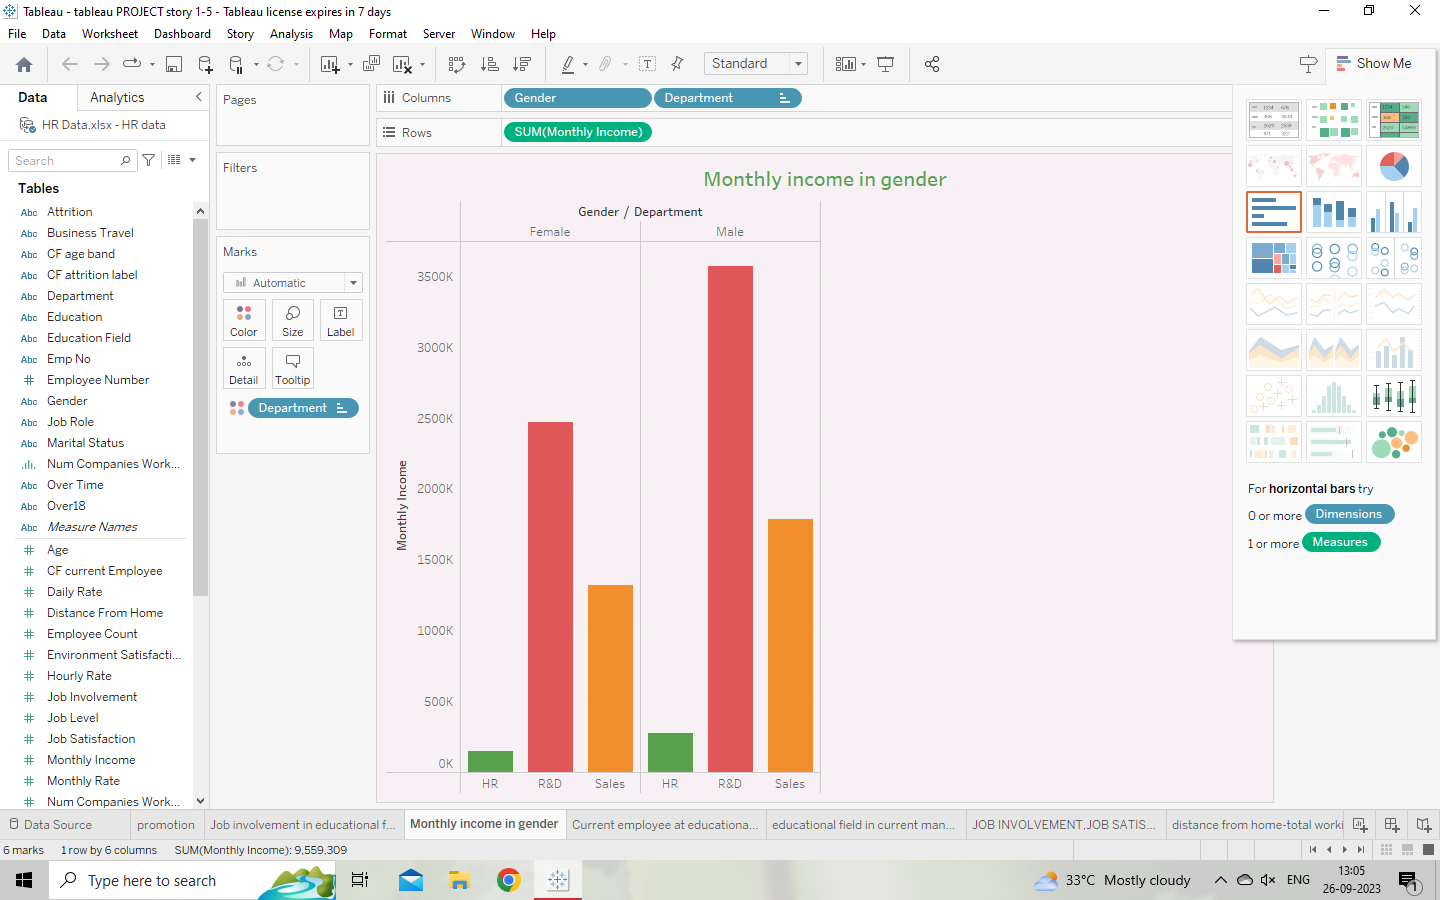 Tableau - tableau PROJECT story 1-5 - Tableau license expires in 7 days
File Data Worksheet Dashboard Story Analysis Map Format Server Window Help
Standard
Show Me
Data Analytics
HR Data.xlsx - HR data
Search
Tables
Abc Attrition
Abc Business Travel
Abc CF age band
Abc CF attrition label
Abc Department
Abc Education
Abc Education Field
Abc Emp No
# Employee Number
Abc Gender
Abc Job Role
Abc Marital Status
Num Companies Work...
Abc Over Time
Abc Over18
Abc Measure Names
# Age
# CF current Employee
# Daily Rate
# Distance From Home
# Employee Count
# Environment Satisfacti...
# Hourly Rate
# Job Involvement
# Job Level
# Job Satisfaction
# Monthly Income
# Monthly Rate
# Num Companies Work...
Pages
Filters
Marks
Automatic
Color Size Label
Detail Tooltip
Department
Columns Gender Department
Rows SUM(Monthly Income)
Monthly income in gender
Gender / Department
Female Male
Monthly Income
3500K
3000K
2500K
2000K
1500K
1000K
500K
0K
HR R&D Sales HR R&D Sales
For horizontal bars try
0 or more Dimensions
1 or more Measures
Data Source promotion Job involvement in educational f... Monthly income in gender Current employee at educationa... educational field in current man... JOB INVOLVEMENT,JOB SATIS... distance from home-total worki
6 marks 1 row by 6 columns SUM(Monthly Income): 9,559,309
Type here to search
33°C Mostly cloudy ENG
13:05
26-09-2023
1